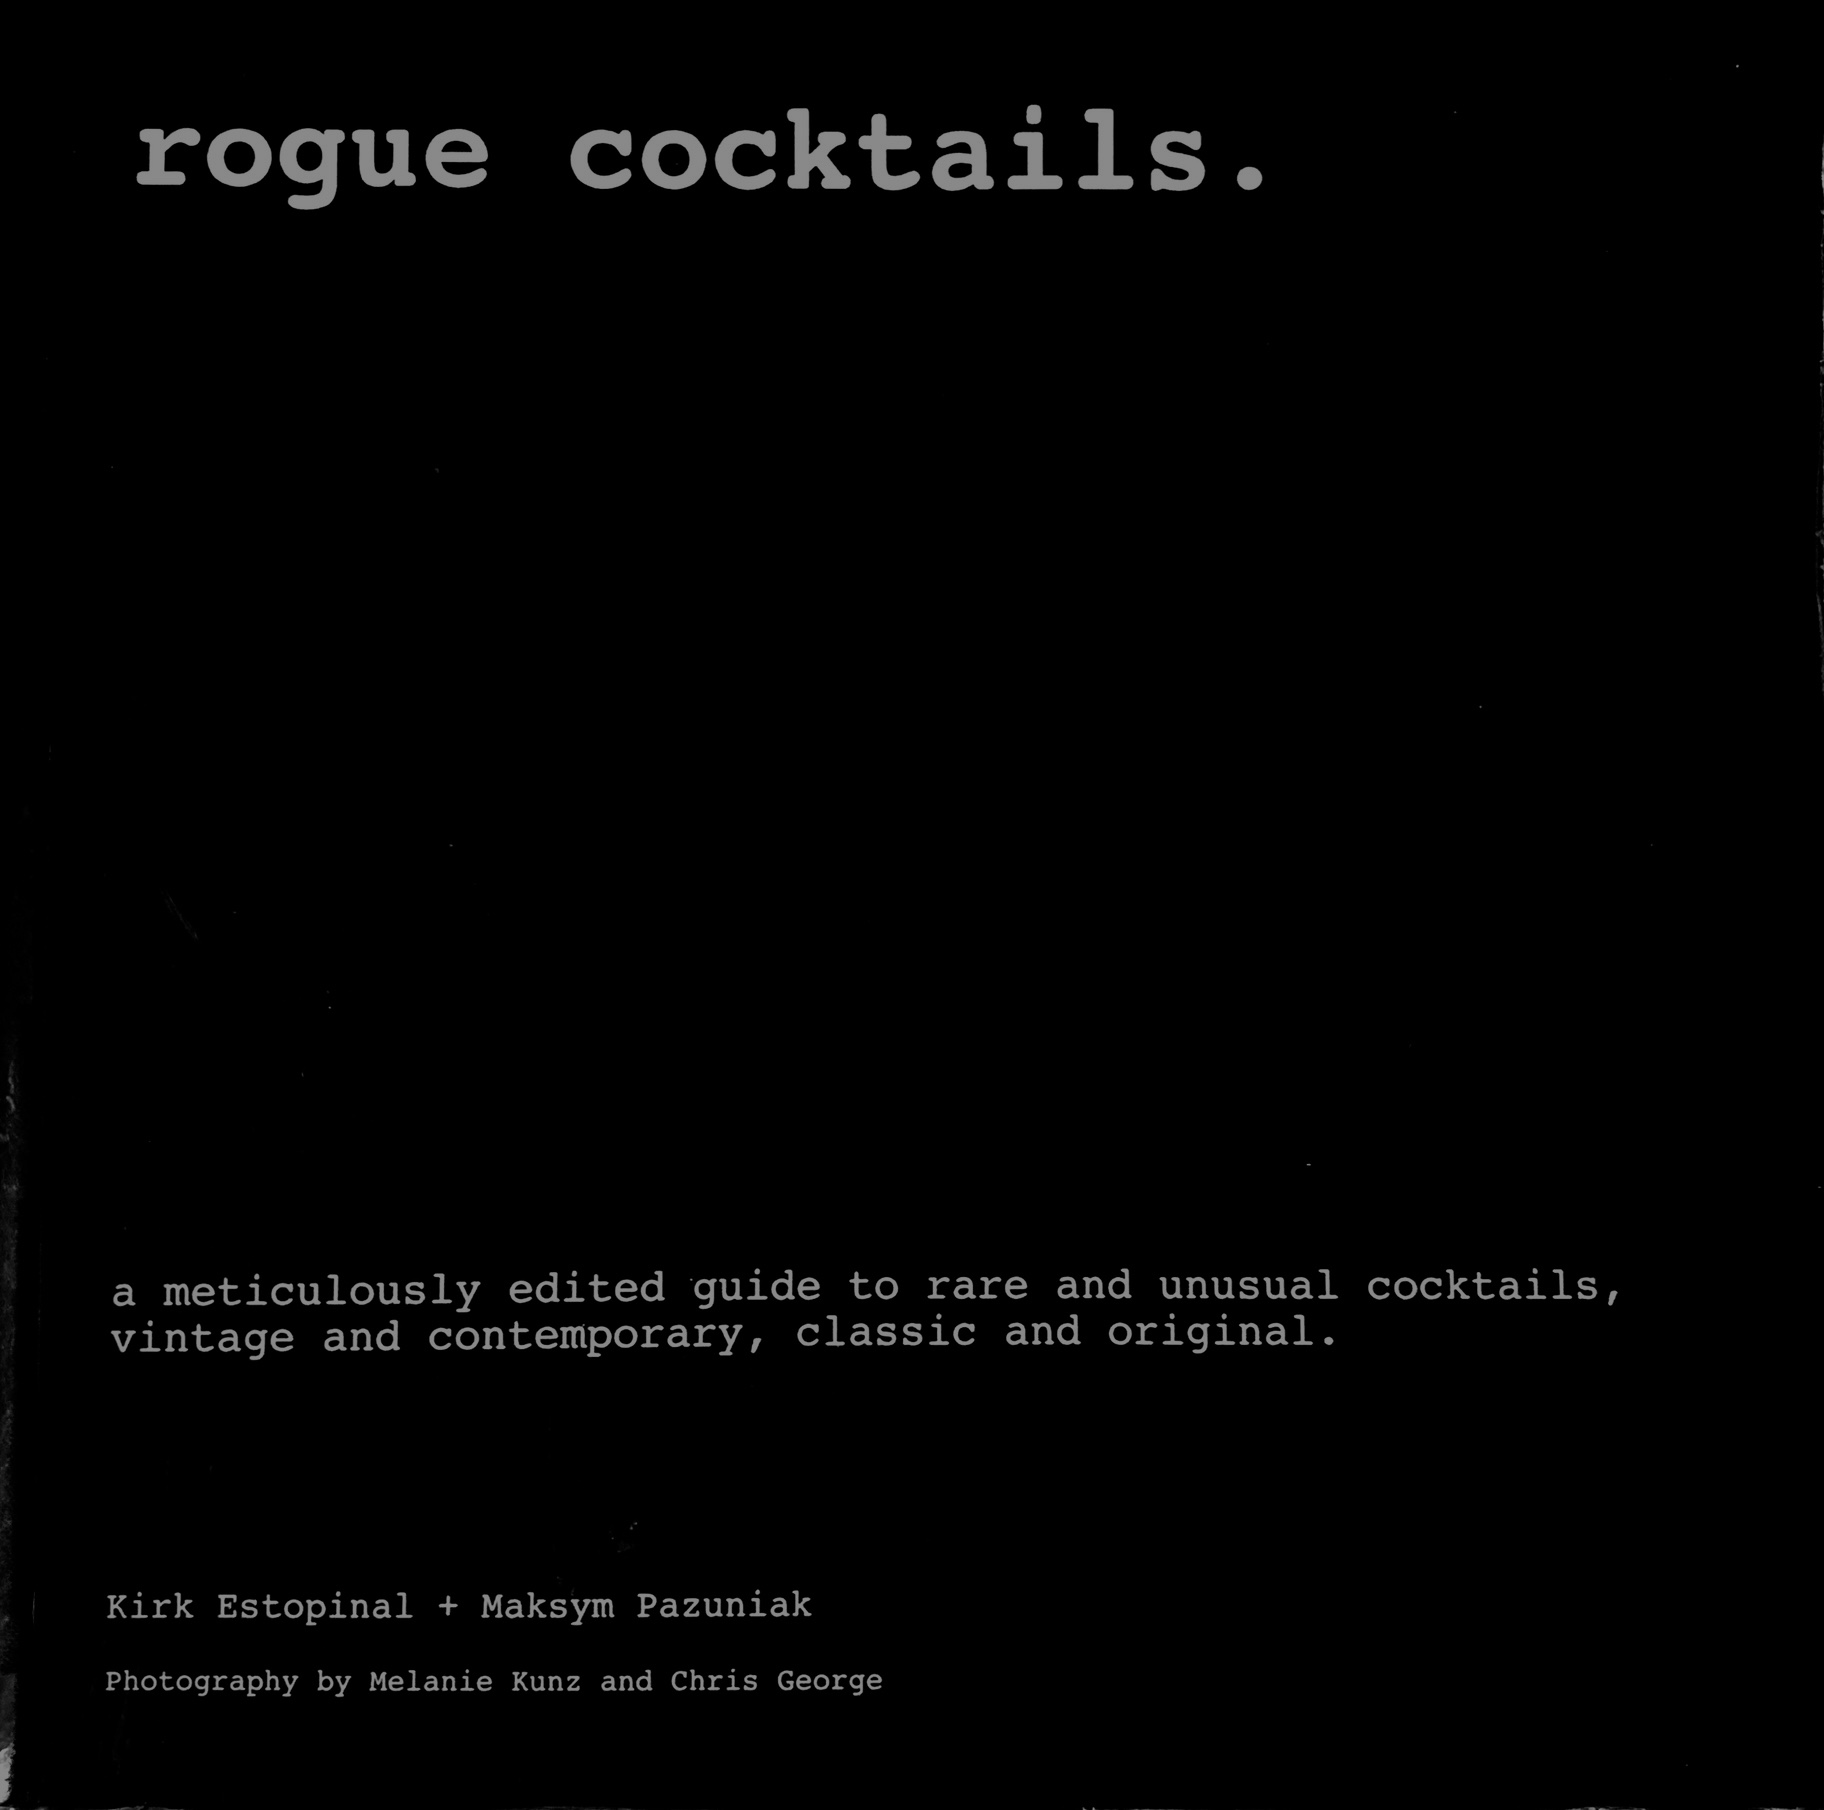 rogue cocktails.
a meticulously edited guide to rare and unusual cocktails,
vintage and contemporary, classic and original.
Kirk Estopinal + Maksym Pazuniak
Photography by Melanie Kunz and Chris George